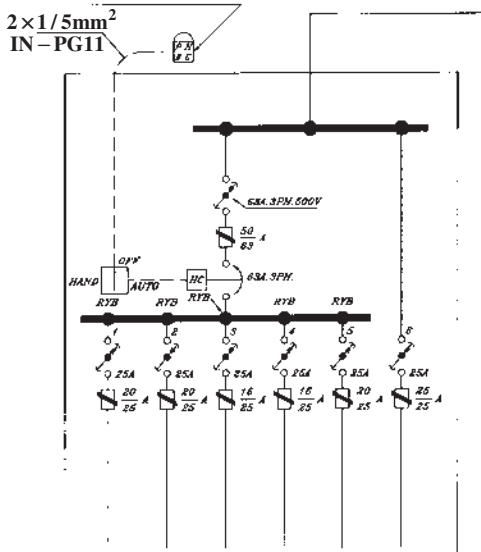 2×1/5mm²
IN–PG11
63A.3PH.500V
50
63 A
OFF
HAND
AUTO
HC
63A.3PH.
RYB
RYB RYB RYB RYB RYB
1 2 3 4 5 6
25A 25A 25A 25A 25A 25A
20 20 16 16 20 25
25 A 25 A 25 A 25 A 25 A 25 A